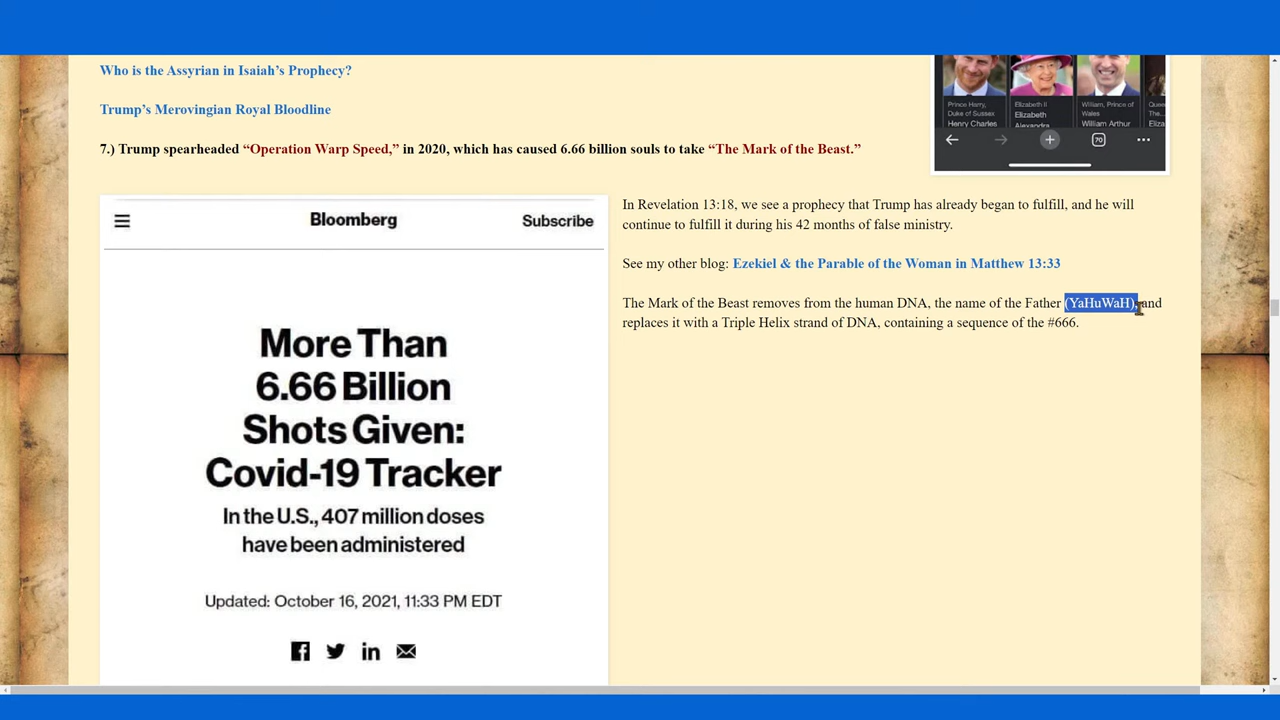 Who is the Assyrian in Isaiah's Prophecy?
Trump's Merovingian Royal Bloodline
7.) Trump spearheaded “Operation Warp Speed,” in 2020, which has caused 6.66 billion souls to take “The Mark of the Beast.”
Prince Harry,
Duke of Sussex
Henry Charles
Elizabeth II
Elizabeth
Alexandra
William, Prince of
Wales
William Arthur
Quee
The...
Eliza
70
Bloomberg
Subscribe
More Than
6.66 Billion
Shots Given:
Covid-19 Tracker
In the U.S., 407 million doses
have been administered
Updated: October 16, 2021, 11:33 PM EDT
In Revelation 13:18, we see a prophecy that Trump has already began to fulfill, and he will
continue to fulfill it during his 42 months of false ministry.
See my other blog: Ezekiel & the Parable of the Woman in Matthew 13:33
The Mark of the Beast removes from the human DNA, the name of the Father (YaHuWaH), and
replaces it with a Triple Helix strand of DNA, containing a sequence of the #666.